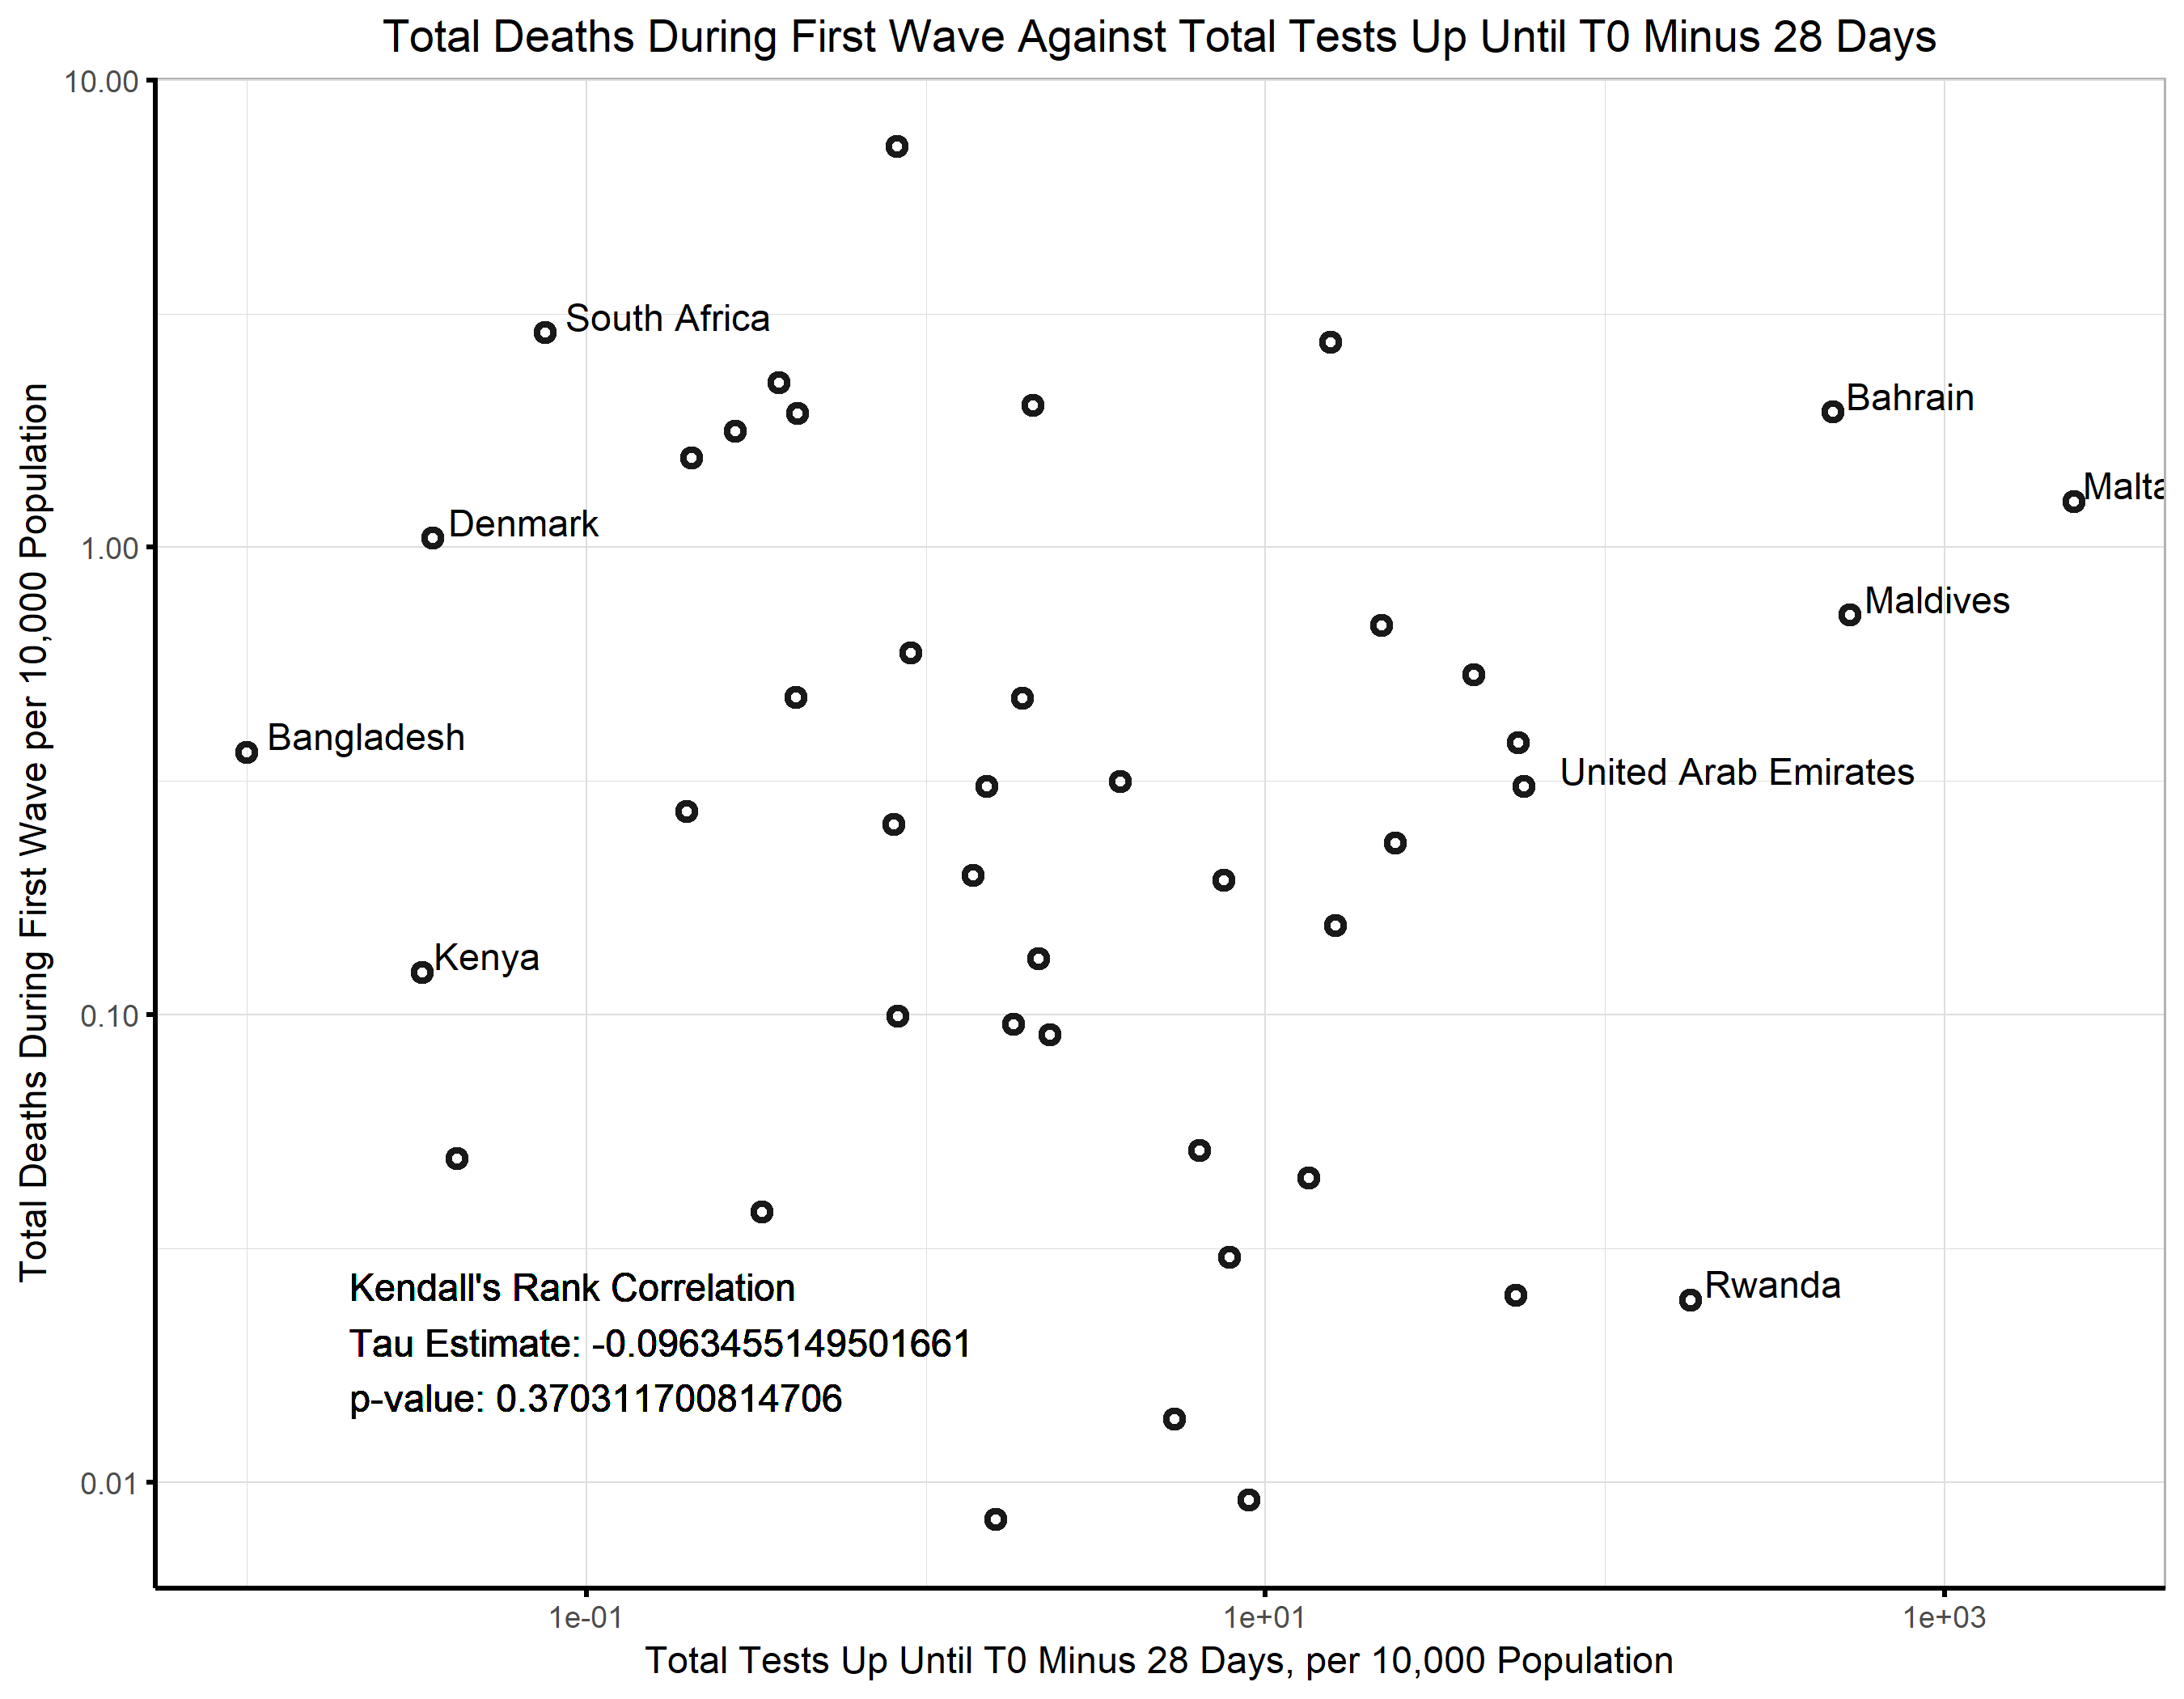 Total Deaths During First Wave Against Total Tests Up Until T0 Minus 28 Days
10.00
South Africa
Bahrain
Malta
Total Deaths During First Wave per 10,000 Population
Denmark
1.00
Maldives
Bangladesh
United Arab Emirates
Kenya
0.10
Rwanda
Kendall's Rank Correlation
Tau Estimate: -0.0963455149501661
p-value: 0.370311700814706
0.01
1e-01
1e+01
1e+03
Total Tests Up Until T0 Minus 28 Days, per 10,000 Population